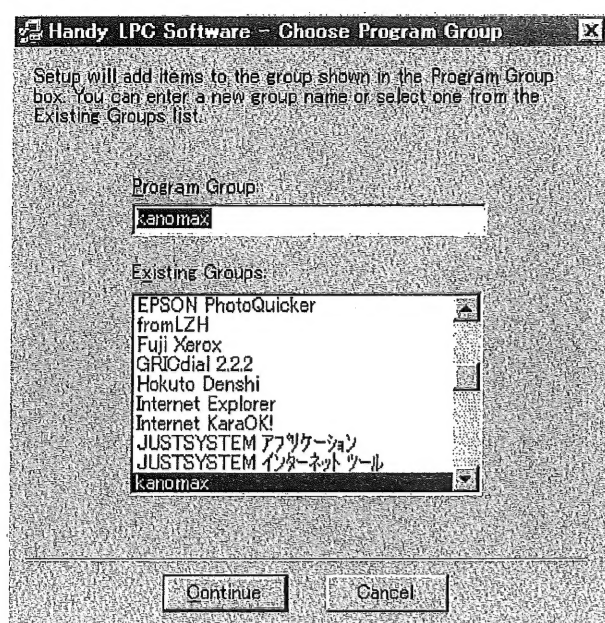 Handy LPC Software - Choose Program Group
Setup will add items to the group shown in the Program Group
box. You can enter a new group name or select one from the
Existing Groups list.
Program Group:
kanomax
Existing Groups:
EPSON PhotoQuicker
fromLZH
Fuji Xerox
GRICdial 2.2.2
Hokuto Denshi
Internet Explorer
Internet KaraOK!
JUSTSYSTEM アプリケーション
JUSTSYSTEM インターネット ツール
kanomax
Continue
Cancel